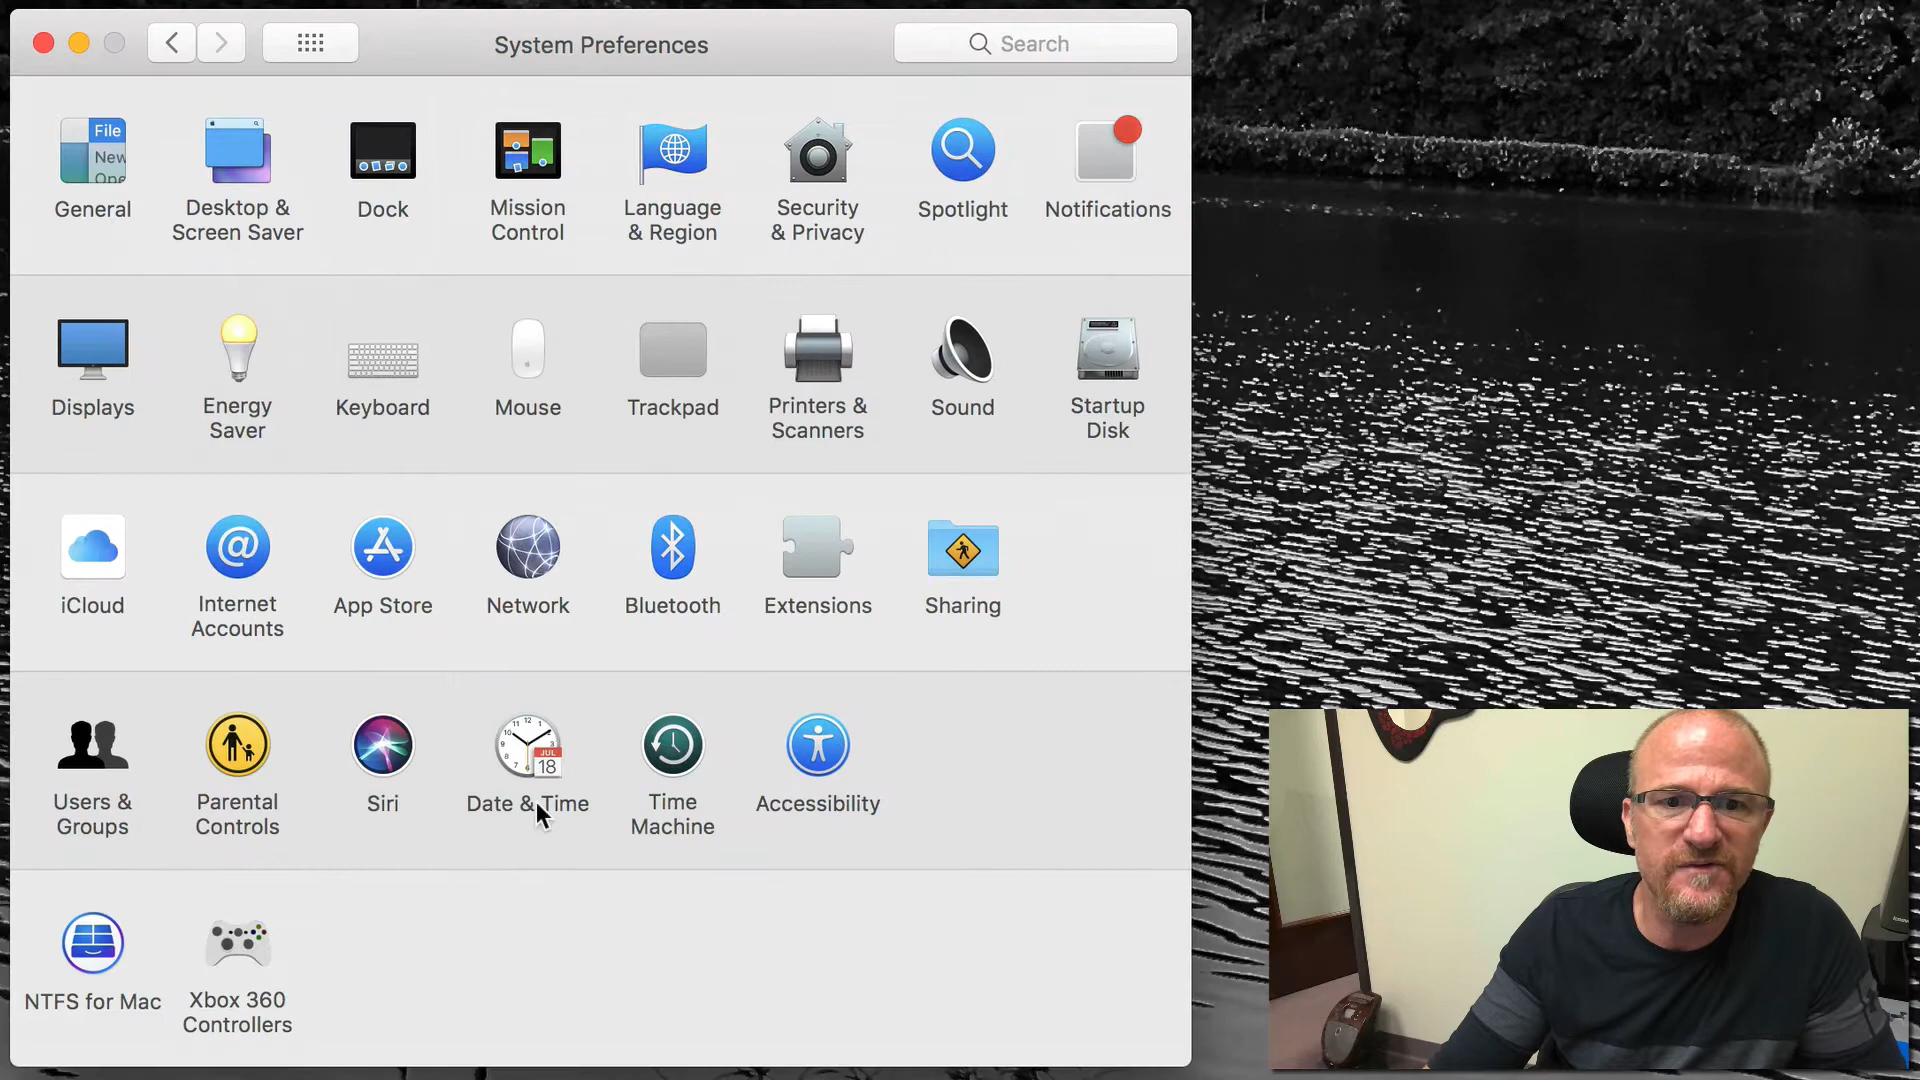 System Preferences
Search
File
New
Ope
General
Desktop &
Screen Saver
Dock
Mission
Control
Language
& Region
Security
& Privacy
Spotlight
Notifications
Displays
Energy
Saver
Keyboard
Mouse
Trackpad
Printers &
Scanners
Sound
Startup
Disk
iCloud
Internet
Accounts
App Store
Network
Bluetooth
Extensions
Sharing
Users &
Groups
Parental
Controls
Siri
JUL
18
Date & Time
Time
Machine
Accessibility
NTFS for Mac
Xbox 360
Controllers